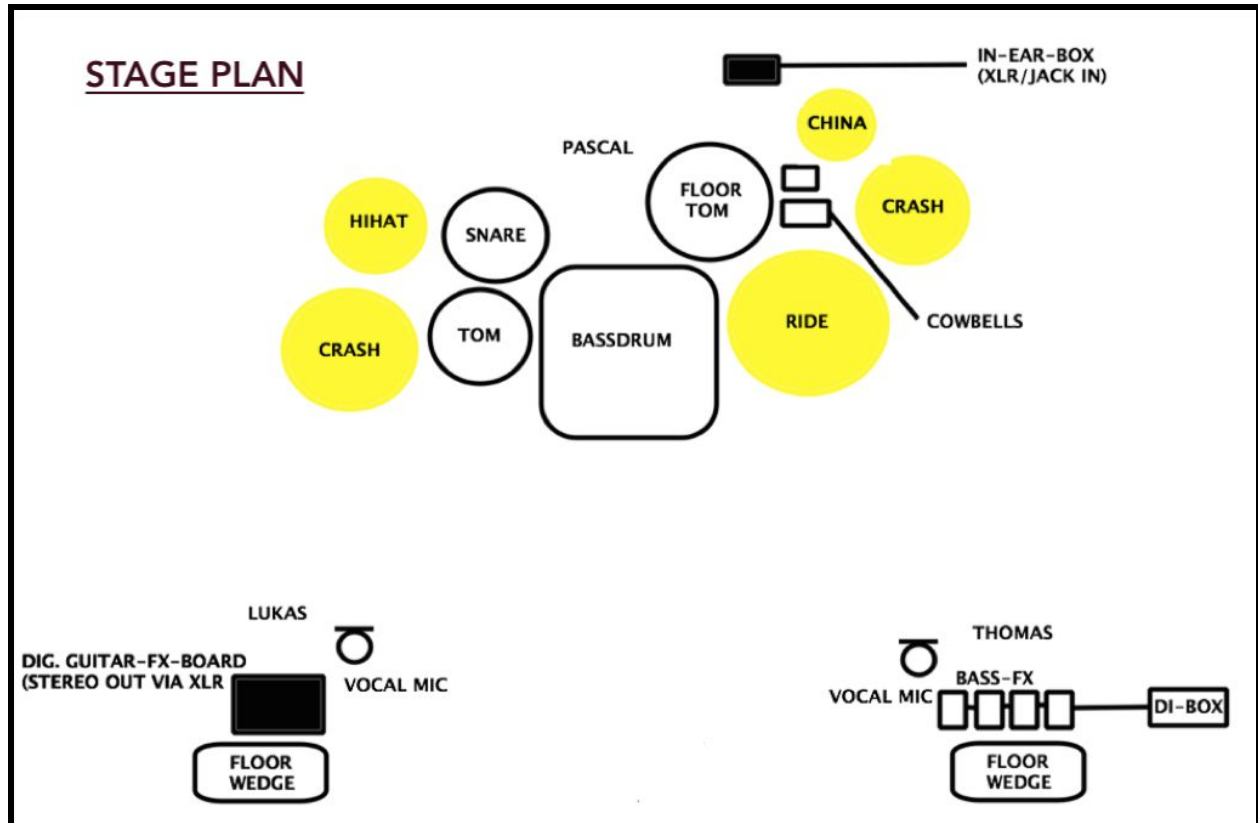 STAGE PLAN
IN-EAR-BOX
(XLR/JACK IN)
CHINA
PASCAL
FLOOR
TOM
CRASH
HIHAT
SNARE
COWBELLS
RIDE
TOM
BASSDRUM
CRASH
LUKAS
DIG. GUITAR-FX-BOARD
(STEREO OUT VIA XLR
VOCAL MIC
FLOOR
WEDGE
THOMAS
BASS-FX
VOCAL MIC
DI-BOX
FLOOR
WEDGE